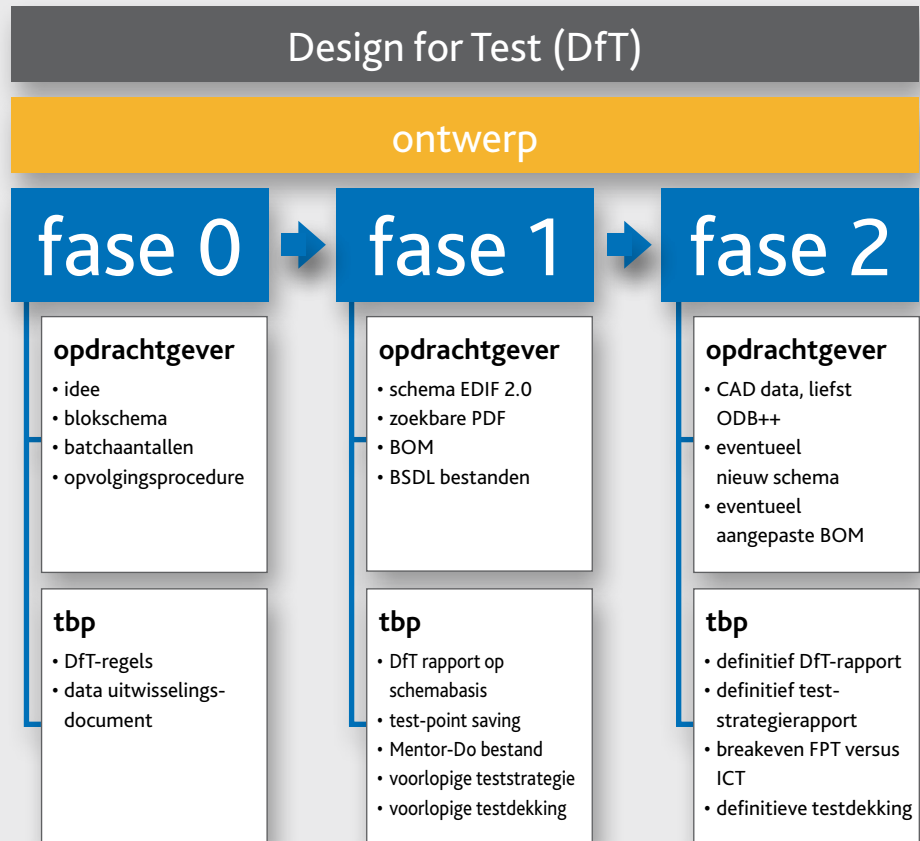 Design for Test (DfT)
ontwerp
fase 0
fase 1
fase 2
opdrachtgever
• idee
• blokschema
• batchaantallen
• opvolgingsprocedure
opdrachtgever
• schema EDIF 2.0
• zoekbare PDF
• BOM
• BSDL bestanden
opdrachtgever
• CAD data, liefst
ODB++
• eventueel
nieuw schema
• eventueel
aangepaste BOM
tbp
• DfT-regels
• data uitwisselings-
document
tbp
• DfT rapport op
schemabasis
• test-point saving
• Mentor-Do bestand
• voorlopige teststrategie
• voorlopige testdekking
tbp
• definitief DfT-rapport
• definitief test-
strategierapport
• breakeven FPT versus
ICT
• definitieve testdekking